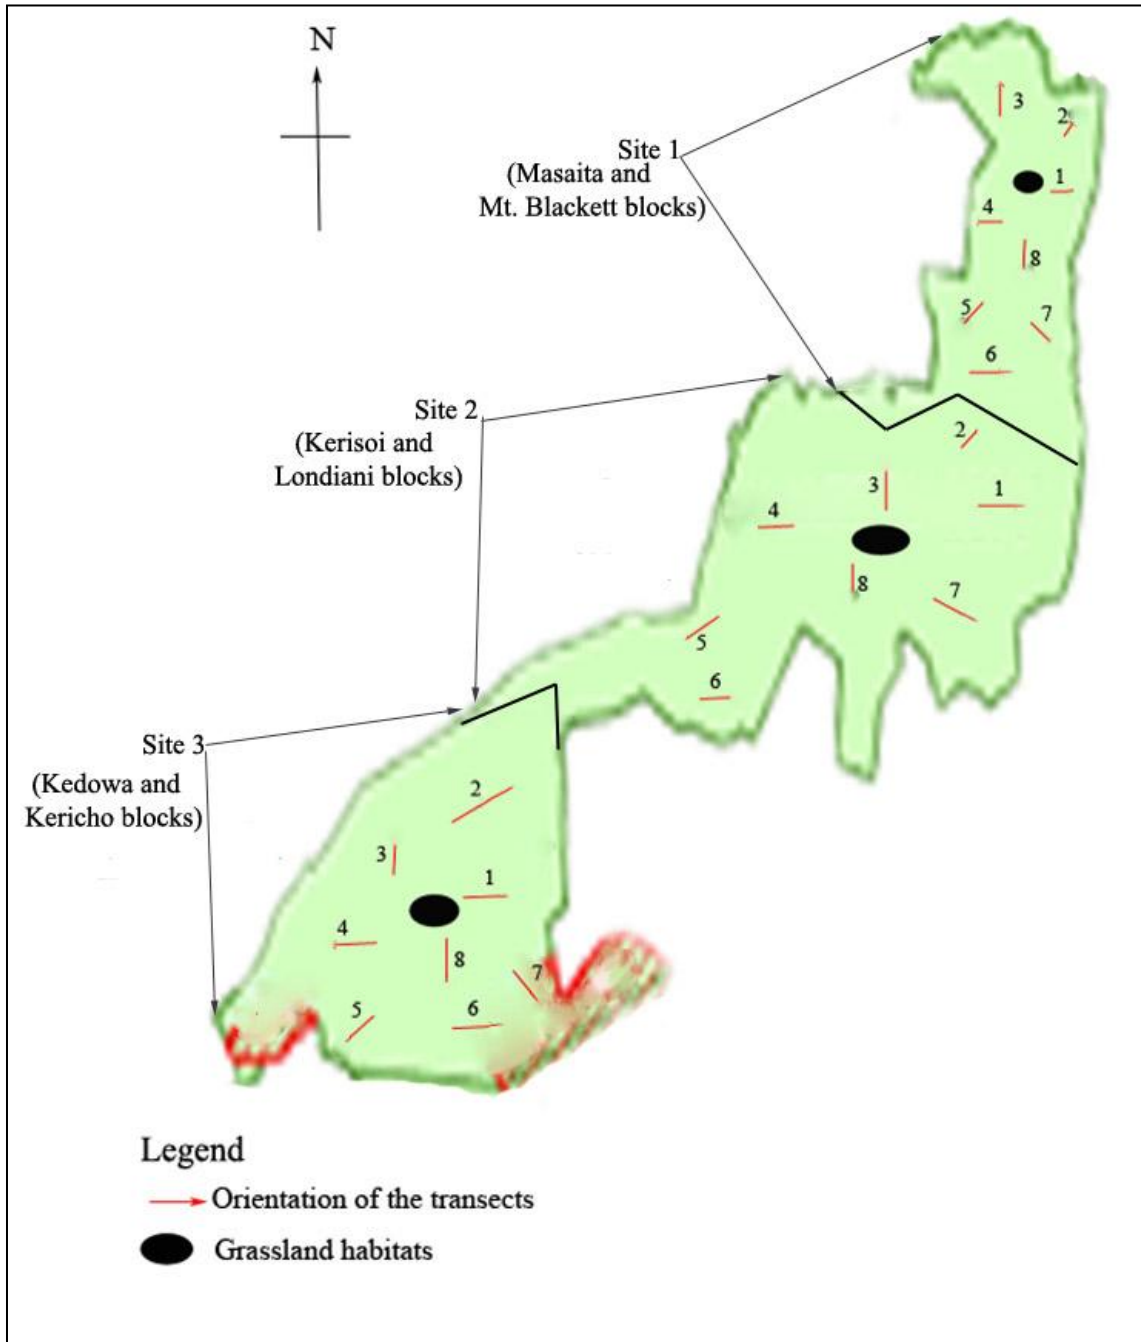 N
3
2
Site 1
(Masaita and
Mt. Blackett blocks)
1
4
8
5
7
6
Site 2
(Kerisoi and
Londiani blocks)
2
3
1
4
8
7
5
6
Site 3
(Kedowa and
Kericho blocks)
2
3
1
4
8
7
5
6
Legend
Orientation of the transects
Grassland habitats